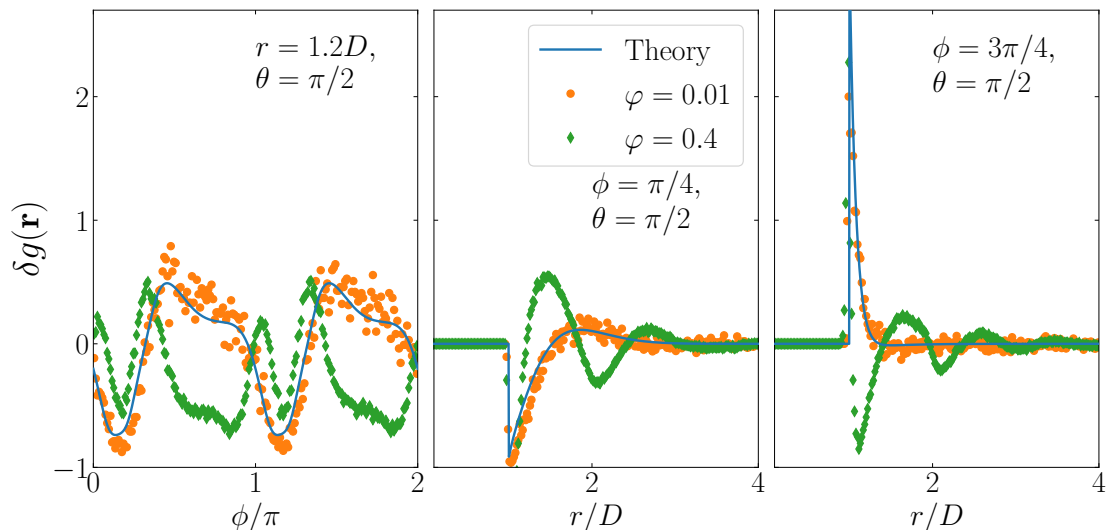 r = 1.2D,
θ = π/2
Theory
φ = 0.01
φ = 0.4
ϕ = π/4,
θ = π/2
ϕ = 3π/4,
θ = π/2
δg(r)
2
1
0
−1
0
1
2
ϕ/π
2
4
r/D
2
4
r/D